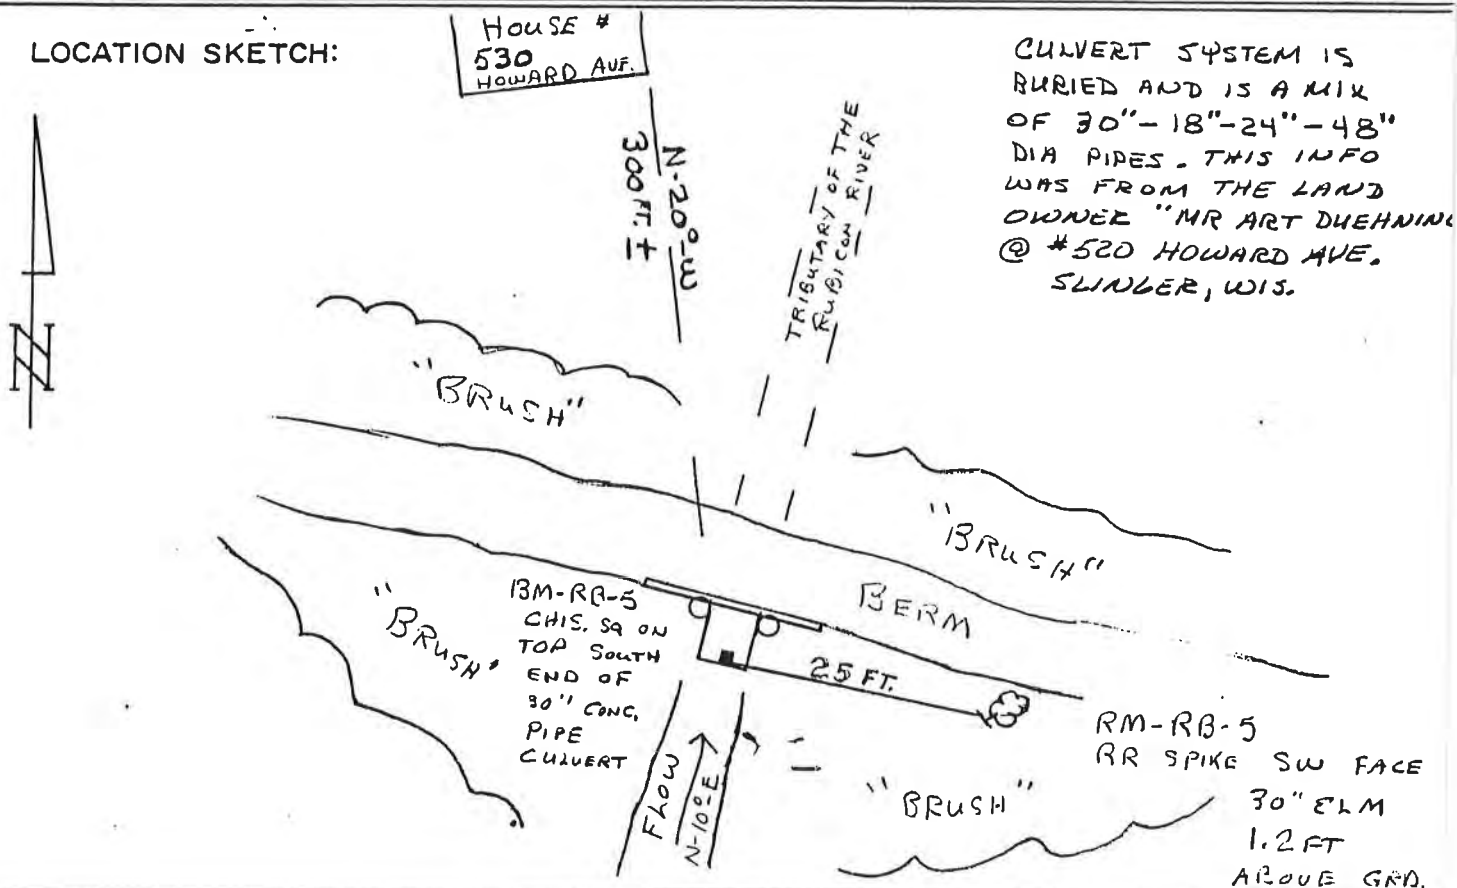 LOCATION SKETCH:
HOUSE #
530
HOWARD AVE.
CULVERT SYSTEM IS
BURIED AND IS A MIX
OF 30"-18"-24"-48"
DIA PIPES. THIS INFO
WAS FROM THE LAND
OWNER "MR ART DUEHNING
@ #520 HOWARD AVE.
SLINGER, WIS.
N-20°-W
300 FT. ±
TRIBUTARY OF THE
RUBICON RIVER
N
"BRUSH"
"BRUSH"
BERM
"BRUSH"
BM-RB-5
CHIS. SQ ON
TOP SOUTH
END OF
30" CONC.
PIPE
CULVERT
25 FT.
FLOW
N-10°-E
"BRUSH"
RM-RB-5
RR SPIKE SW FACE
30" ELM
1.2 FT
ABOVE GRD.